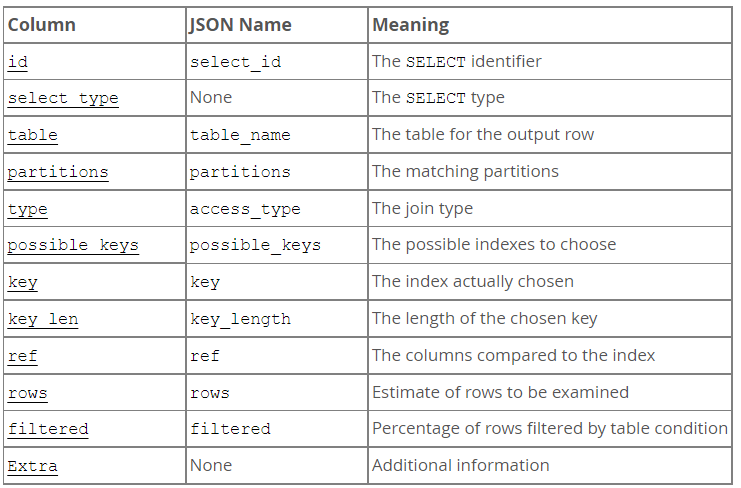 Column JSON Name Meaning
id select_id The SELECT identifier
select_type None The SELECT type
table table_name The table for the output row
partitions partitions The matching partitions
type access_type The join type
possible_keys possible_keys The possible indexes to choose
key key The index actually chosen
key_len key_length The length of the chosen key
ref ref The columns compared to the index
rows rows Estimate of rows to be examined
filtered filtered Percentage of rows filtered by table condition
Extra None Additional information